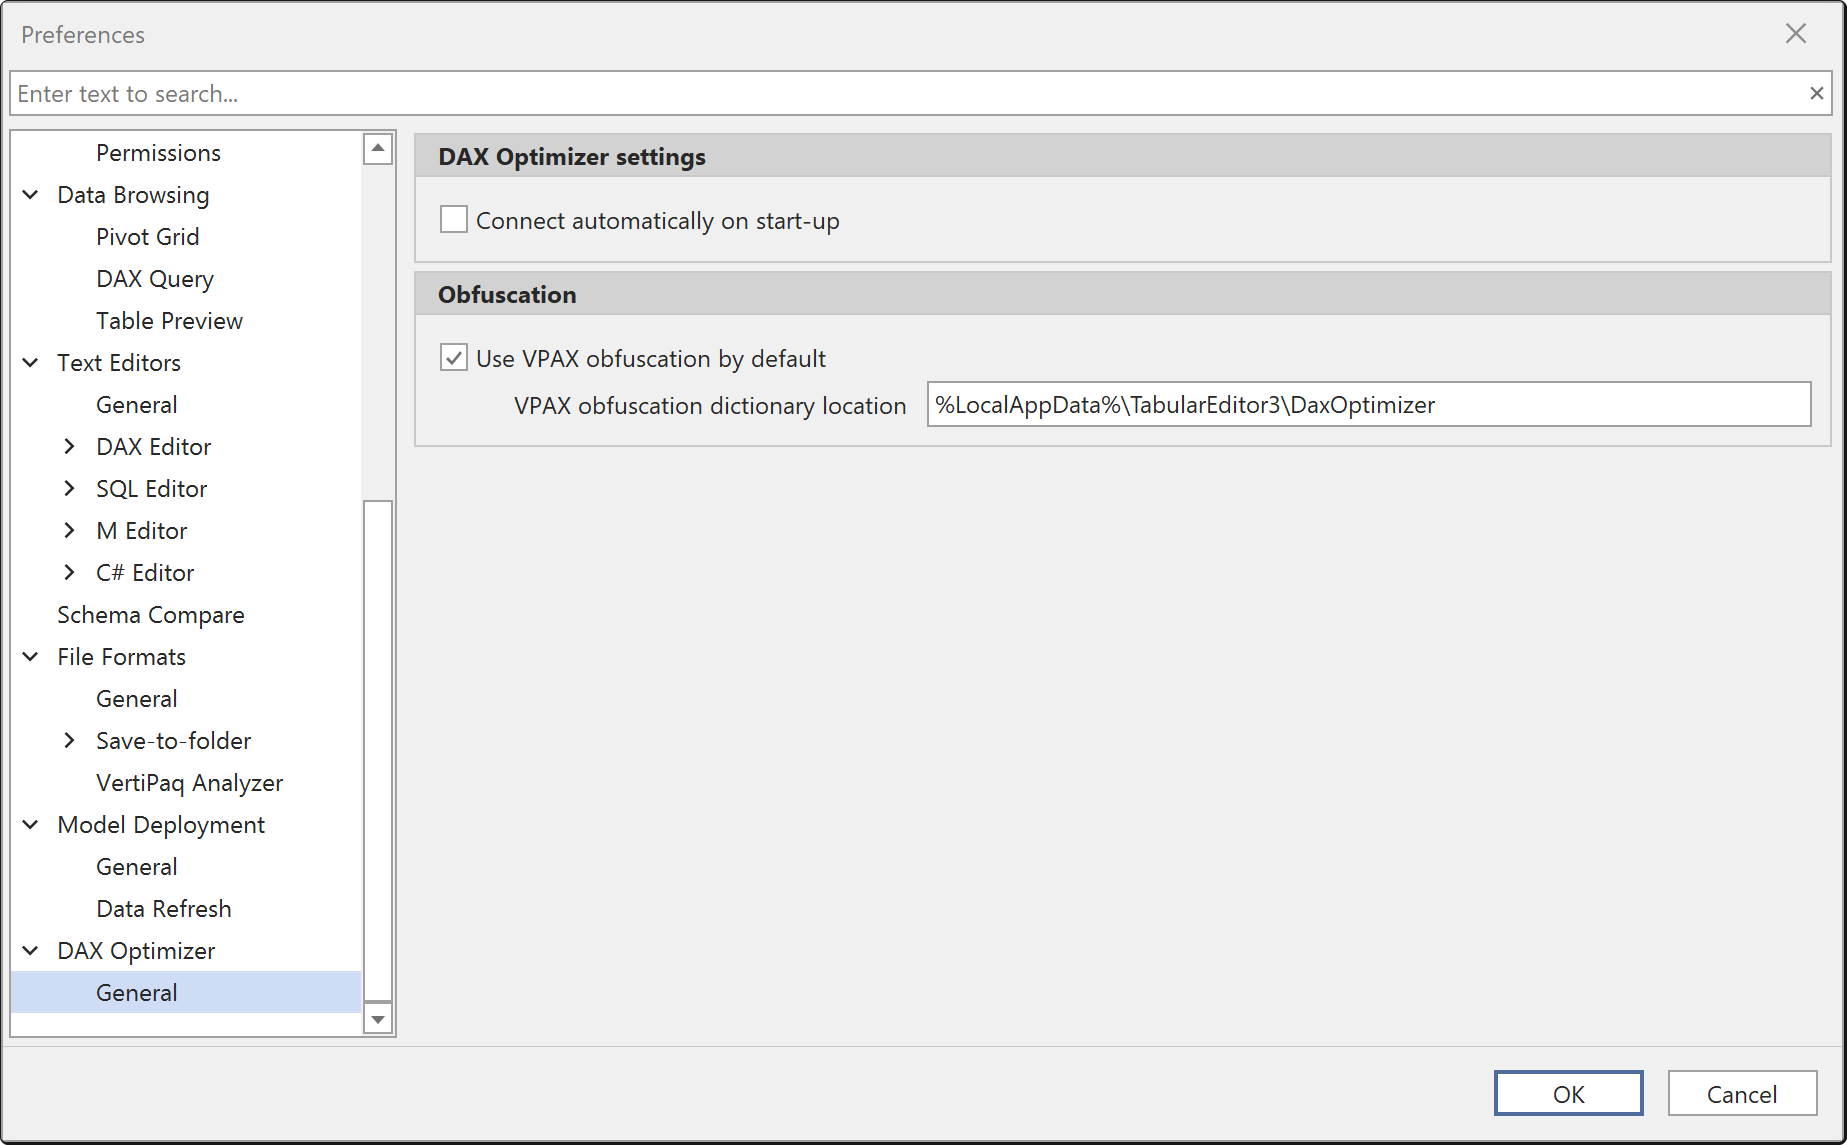 Preferences
Enter text to search...
Permissions
Data Browsing
Pivot Grid
DAX Query
Table Preview
Text Editors
General
DAX Editor
SQL Editor
M Editor
C# Editor
Schema Compare
File Formats
General
Save-to-folder
VertiPaq Analyzer
Model Deployment
General
Data Refresh
DAX Optimizer
General
DAX Optimizer settings
Connect automatically on start-up
Obfuscation
Use VPAX obfuscation by default
VPAX obfuscation dictionary location %LocalAppData%\TabularEditor3\DaxOptimizer
OK Cancel